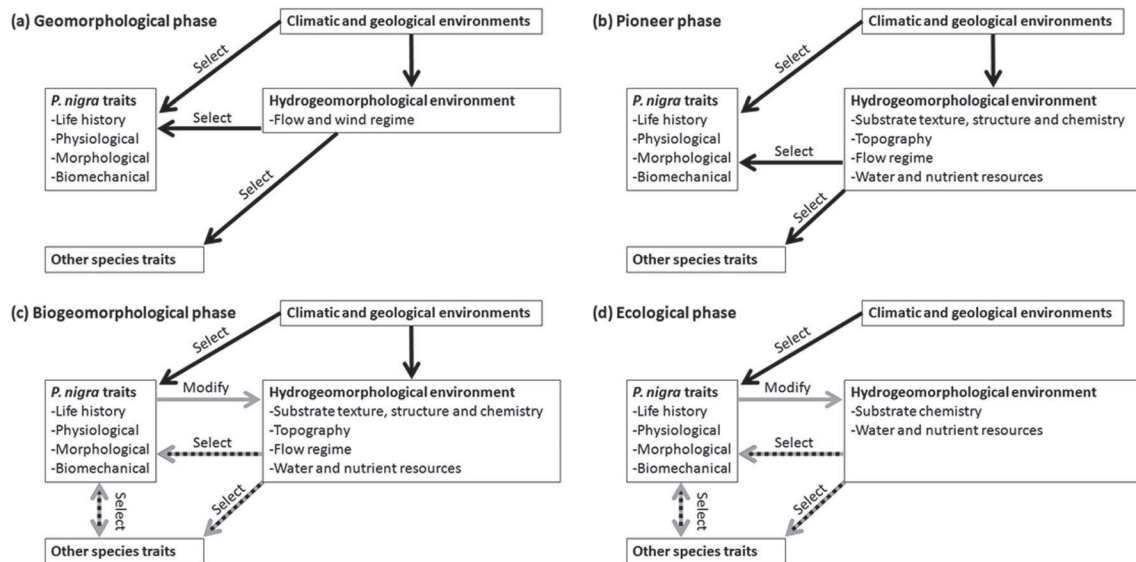 (a) Geomorphological phase
Climatic and geological environments
Select
P. nigra traits
-Life history
-Physiological
-Morphological
-Biomechanical
Select
Hydrogeomorphological environment
-Flow and wind regime
Select
Other species traits
(b) Pioneer phase
Climatic and geological environments
Select
P. nigra traits
-Life history
-Physiological
-Morphological
-Biomechanical
Select
Hydrogeomorphological environment
-Substrate texture, structure and chemistry
-Topography
-Flow regime
-Water and nutrient resources
Select
Other species traits
(c) Biogeomorphological phase
Climatic and geological environments
Select
P. nigra traits
-Life history
-Physiological
-Morphological
-Biomechanical
Modify
Select
Hydrogeomorphological environment
-Substrate texture, structure and chemistry
-Topography
-Flow regime
-Water and nutrient resources
Select
Select
Other species traits
(d) Ecological phase
Climatic and geological environments
Select
P. nigra traits
-Life history
-Physiological
-Morphological
-Biomechanical
Modify
Select
Hydrogeomorphological environment
-Substrate chemistry
-Water and nutrient resources
Select
Select
Other species traits